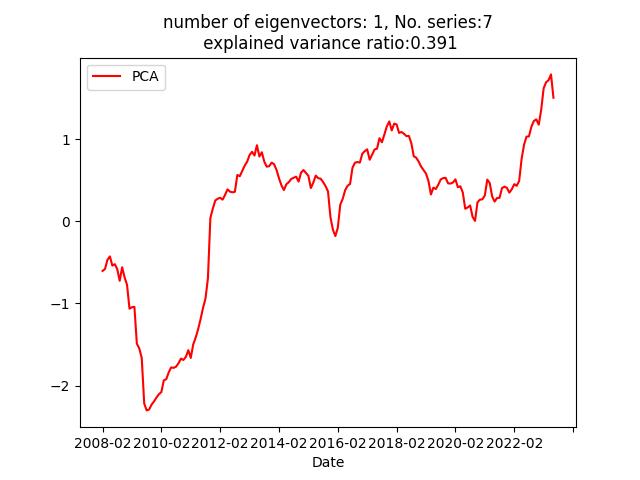 number of eigenvectors: 1, No. series:7
explained variance ratio:0.391
PCA
1
0
−1
−2
2008-02 2010-02 2012-02 2014-02 2016-02 2018-02 2020-02 2022-02
Date